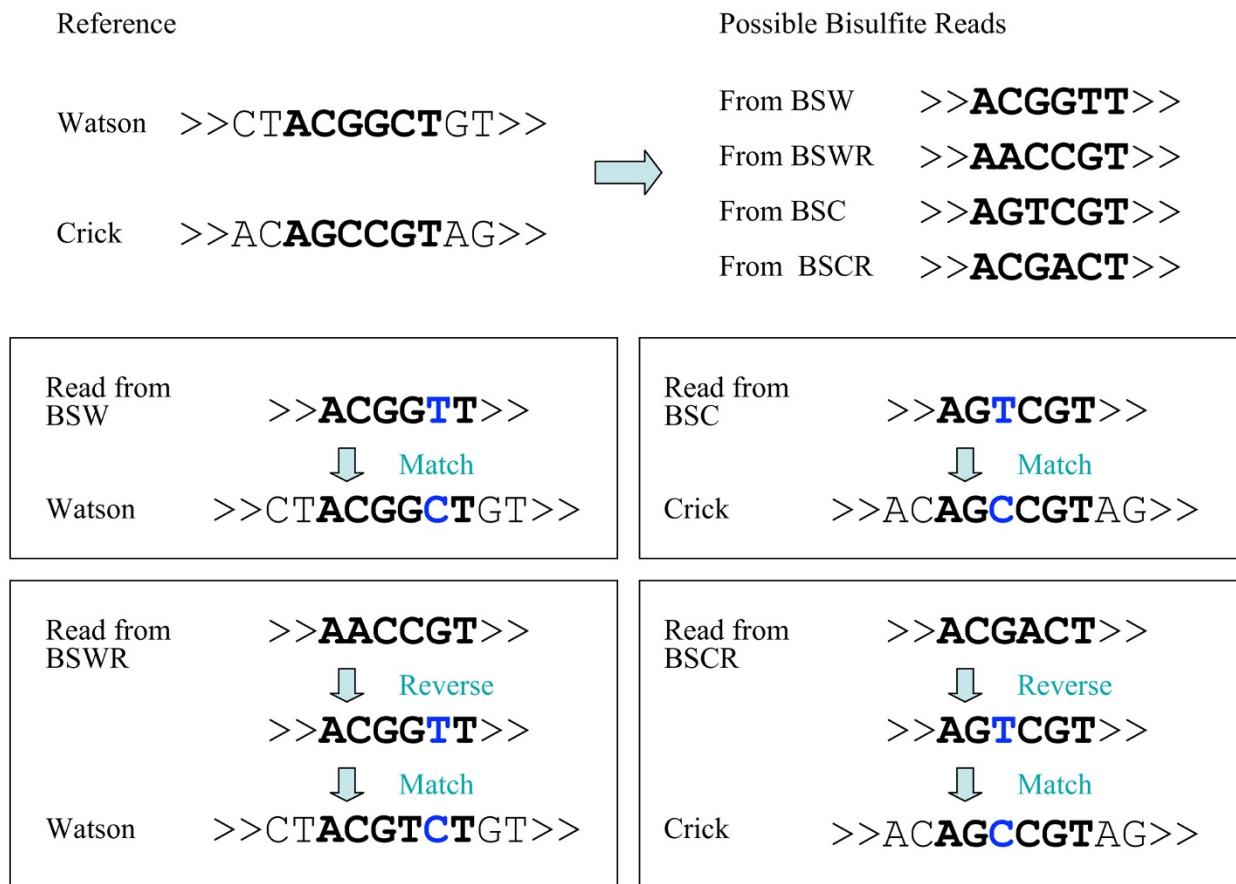 Reference
Possible Bisulfite Reads
Watson >>CTACGGCTGT>>
Crick >>ACAGCCGTAG>>
From BSW >>ACGGTT>>
From BSWR >>AACCGT>>
From BSC >>AGTCGT>>
From BSCR >>ACGACT>>
Read from
BSW
>>ACGGTT>>
Match
Watson >>CTACGGCTGT>>
Read from
BSC
>>AGTCGT>>
Match
Crick >>ACAGCCGTAG>>
Read from
BSWR
>>AACCGT>>
Reverse
>>ACGGTT>>
Match
Watson >>CTACGTCTGT>>
Read from
BSCR
>>ACGACT>>
Reverse
>>AGTCGT>>
Match
Crick >>ACAGCCGTAG>>